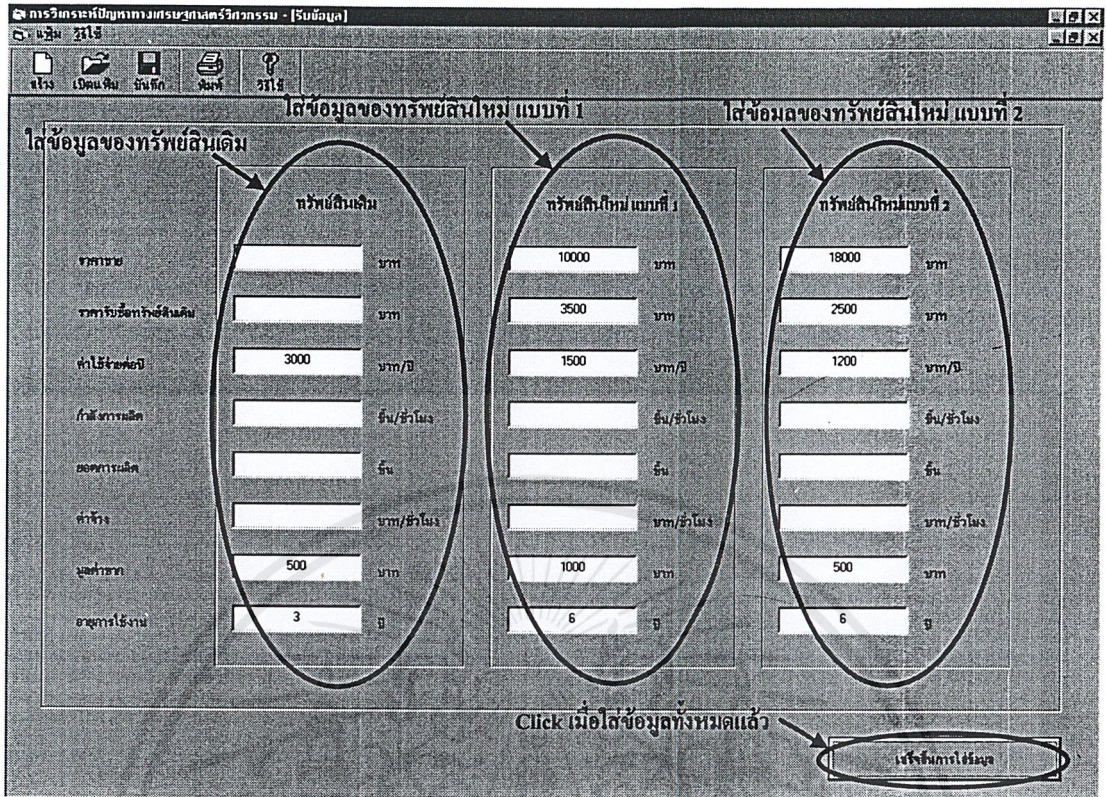 การวิเกราะห์ปัญหาทางเศรษฐศาสตร์วิศวกรรม - [รับข้อมูล]
แฟ้ม วิธีใช้
สร้าง เปิดแฟ้ม บันทึก พิมพ์ วิธีใช้
ใส่ข้อมูลของทรัพย์สินใหม่ แบบที่ 1
ใส่ข้อมูลของทรัพย์สินใหม่ แบบที่ 2
ใส่ข้อมูลของทรัพย์สินเดิม
ทรัพย์สินเดิม ทรัพย์สินใหม่ แบบที่ 1 ทรัพย์สินใหม่แบบที่ 2
ราคาขาย บาท 10000 บาท 18000 บาท
ราคารับซื้อทรัพย์สินเดิม บาท 3500 บาท 2500 บาท
ค่าใช้จ่ายต่อปี 3000 บาท/ปี 1500 บาท/ปี 1200 บาท/ปี
กำลังการผลิต ชิ้น/ชั่วโมง ชิ้น/ชั่วโมง ชิ้น/ชั่วโมง
ยอดการผลิต ชิ้น ชิ้น ชิ้น
ค่าจ้าง บาท/ชั่วโมง บาท/ชั่วโมง บาท/ชั่วโมง
มูลค่าซาก 500 บาท 1000 บาท 500 บาท
อายุการใช้งาน 3 ปี 6 ปี 6 ปี
Click เมื่อใส่ข้อมูลทั้งหมดแล้ว
เสร็จสิ้นการใส่ข้อมูล